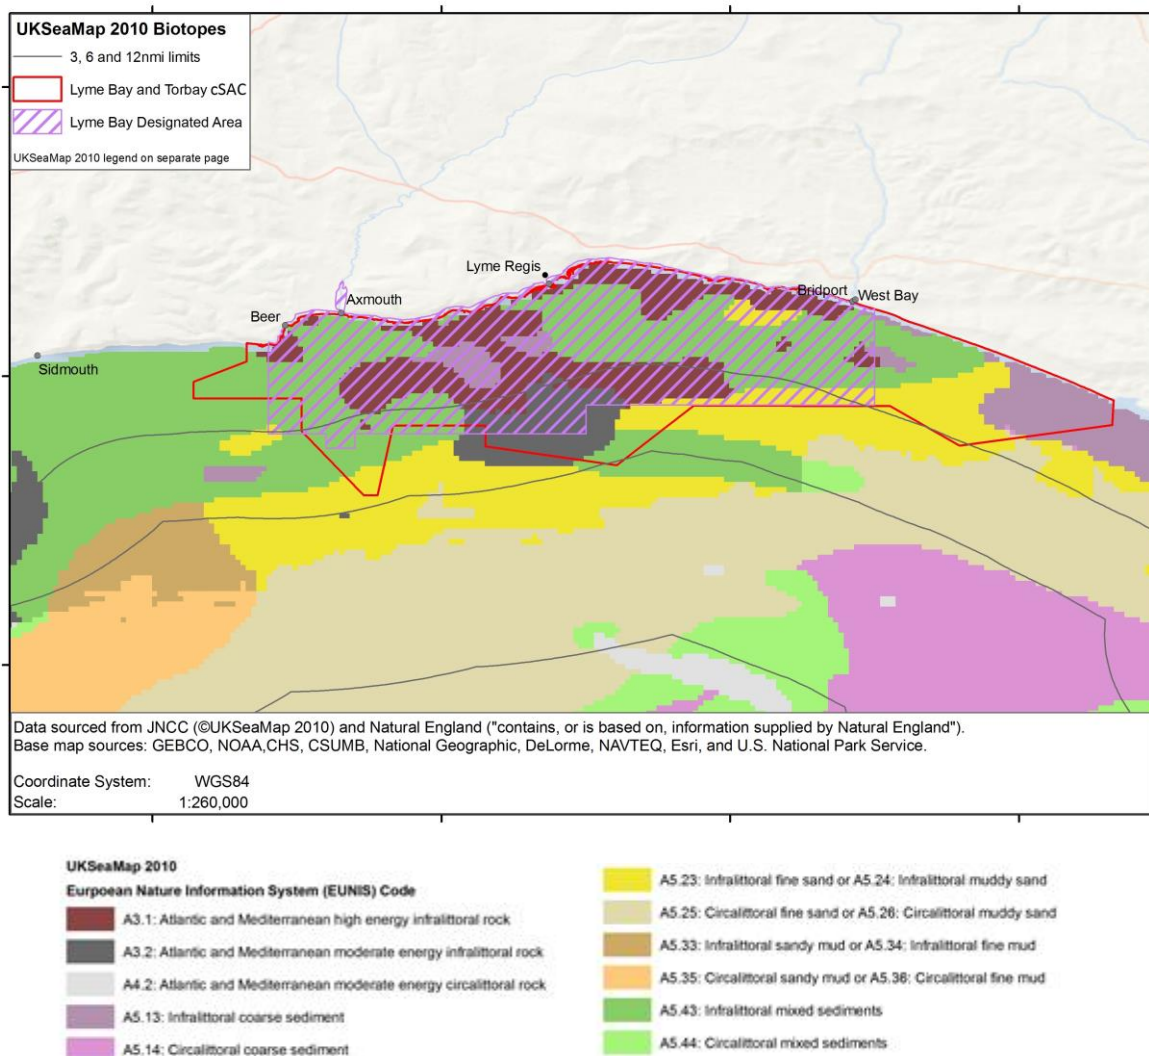 UKSeaMap 2010 Biotopes
3, 6 and 12nmi limits
Lyme Bay and Torbay cSAC
Lyme Bay Designated Area
UKSeaMap 2010 legend on separate page
Lyme Regis
Bridport
West Bay
Axmouth
Beer
Sidmouth
Data sourced from JNCC (©UKSeaMap 2010) and Natural England ("contains, or is based on, information supplied by Natural England").
Base map sources: GEBCO, NOAA,CHS, CSUMB, National Geographic, DeLorme, NAVTEQ, Esri, and U.S. National Park Service.
Coordinate System: WGS84
Scale: 1:260,000
UKSeaMap 2010
Eurpoean Nature Information System (EUNIS) Code
A3.1: Atlantic and Mediterranean high energy infralittoral rock
A3.2: Atlantic and Mediterranean moderate energy infralittoral rock
A4.2: Atlantic and Mediterranean moderate energy circalittoral rock
A5.13: Infralittoral coarse sediment
A5.14: Circalittoral coarse sediment
A5.23: Infralittoral fine sand or A5.24: Infralittoral muddy sand
A5.25: Circalittoral fine sand or A5.26: Circalittoral muddy sand
A5.33: Infralittoral sandy mud or A5.34: Infralittoral fine mud
A5.35: Circalittoral sandy mud or A5.36: Circalittoral fine mud
A5.43: Infralittoral mixed sediments
A5.44: Circalittoral mixed sediments